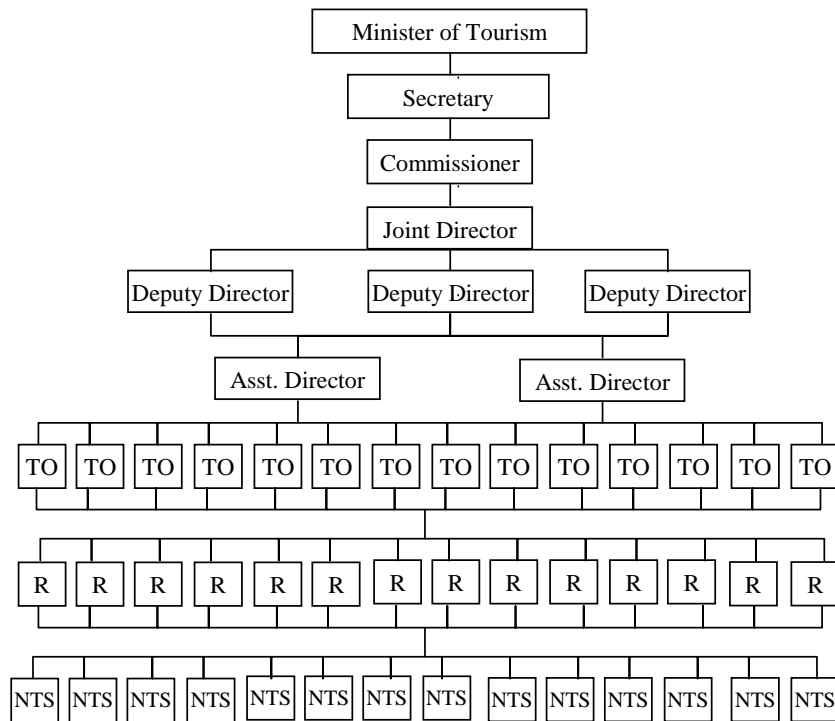 Minister of Tourism
Secretary
Commissioner
Joint Director
Deputy Director Deputy Director Deputy Director
Asst. Director Asst. Director
TO TO TO TO TO TO TO TO TO TO TO TO TO TO
R R R R R R R R R R R R R R
NTS NTS NTS NTS NTS NTS NTS NTS NTS NTS NTS NTS NTS NTS